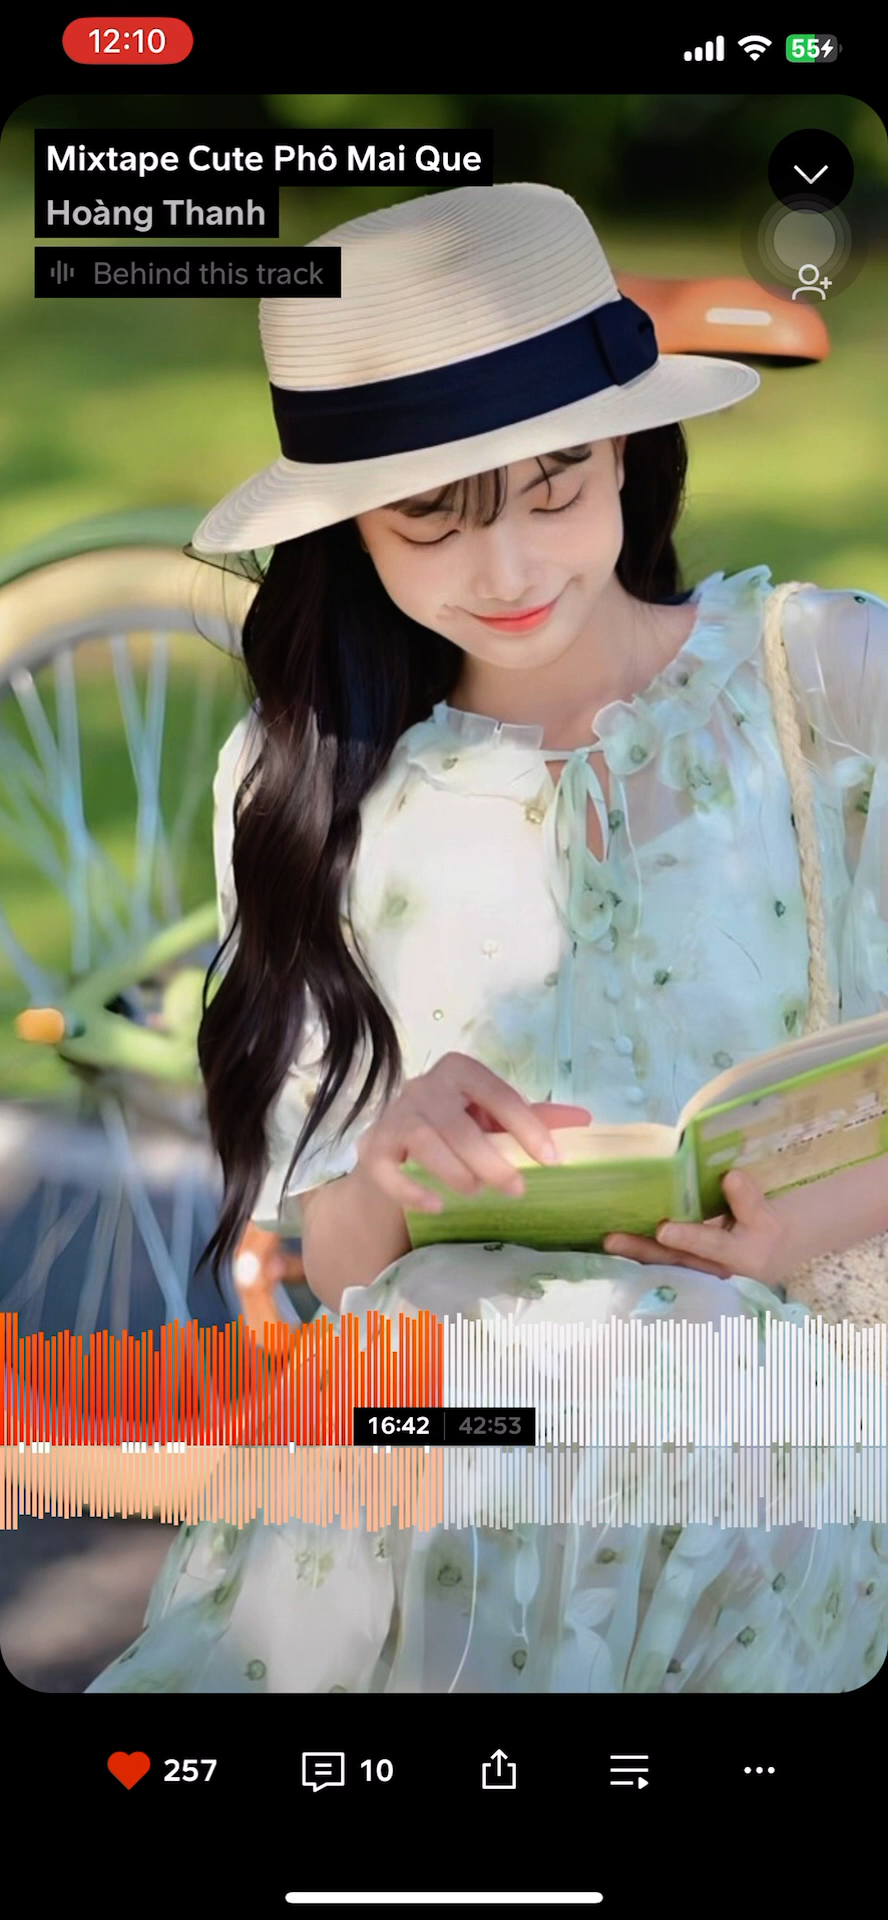 12:10
55
Mixtape Cute Phô Mai Que
Hoàng Thanh
Behind this track
16:42 42:53
257 10